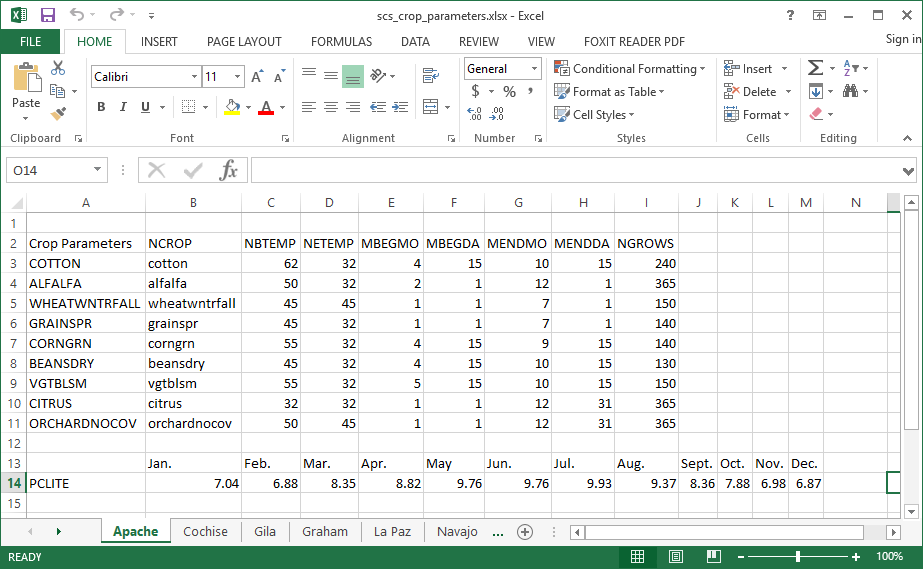 scs_crop_parameters.xlsx - Excel
?
FILE HOME INSERT PAGE LAYOUT FORMULAS DATA REVIEW VIEW FOXIT READER PDF Sign in
Calibri 11 General
Conditional Formatting Insert
Paste B I U A $ % , Format as Table Delete
Cell Styles Format
Clipboard Font Alignment Number Styles Cells Editing
O14 fx
A B C D E F G H I J K L M N
1
2 Crop Parameters NCROP NBTEMP NETEMP MBEGMO MBEGDA MENDMO MENDDA NGROWS
3 COTTON cotton 62 32 4 15 10 15 240
4 ALFALFA alfalfa 50 32 2 1 12 1 365
5 WHEATWNTRFALL wheatwntrfall 45 45 1 1 7 1 150
6 GRAINSPR grainspr 45 32 1 1 7 1 140
7 CORNGRN corngrn 55 32 4 15 9 15 140
8 BEANSDRY beansdry 45 32 4 15 10 15 130
9 VGTBLSM vgtblsm 55 32 5 15 10 15 150
10 CITRUS citrus 32 32 1 1 12 31 365
11 ORCHARDNOCOV orchardnocov 50 45 1 1 12 31 365
12
13 Jan. Feb. Mar. Apr. May Jun. Jul. Aug. Sept. Oct. Nov. Dec.
14 PCLITE 7.04 6.88 8.35 8.82 9.76 9.76 9.93 9.37 8.36 7.88 6.98 6.87
15
Apache Cochise Gila Graham La Paz Navajo ...
READY 100%